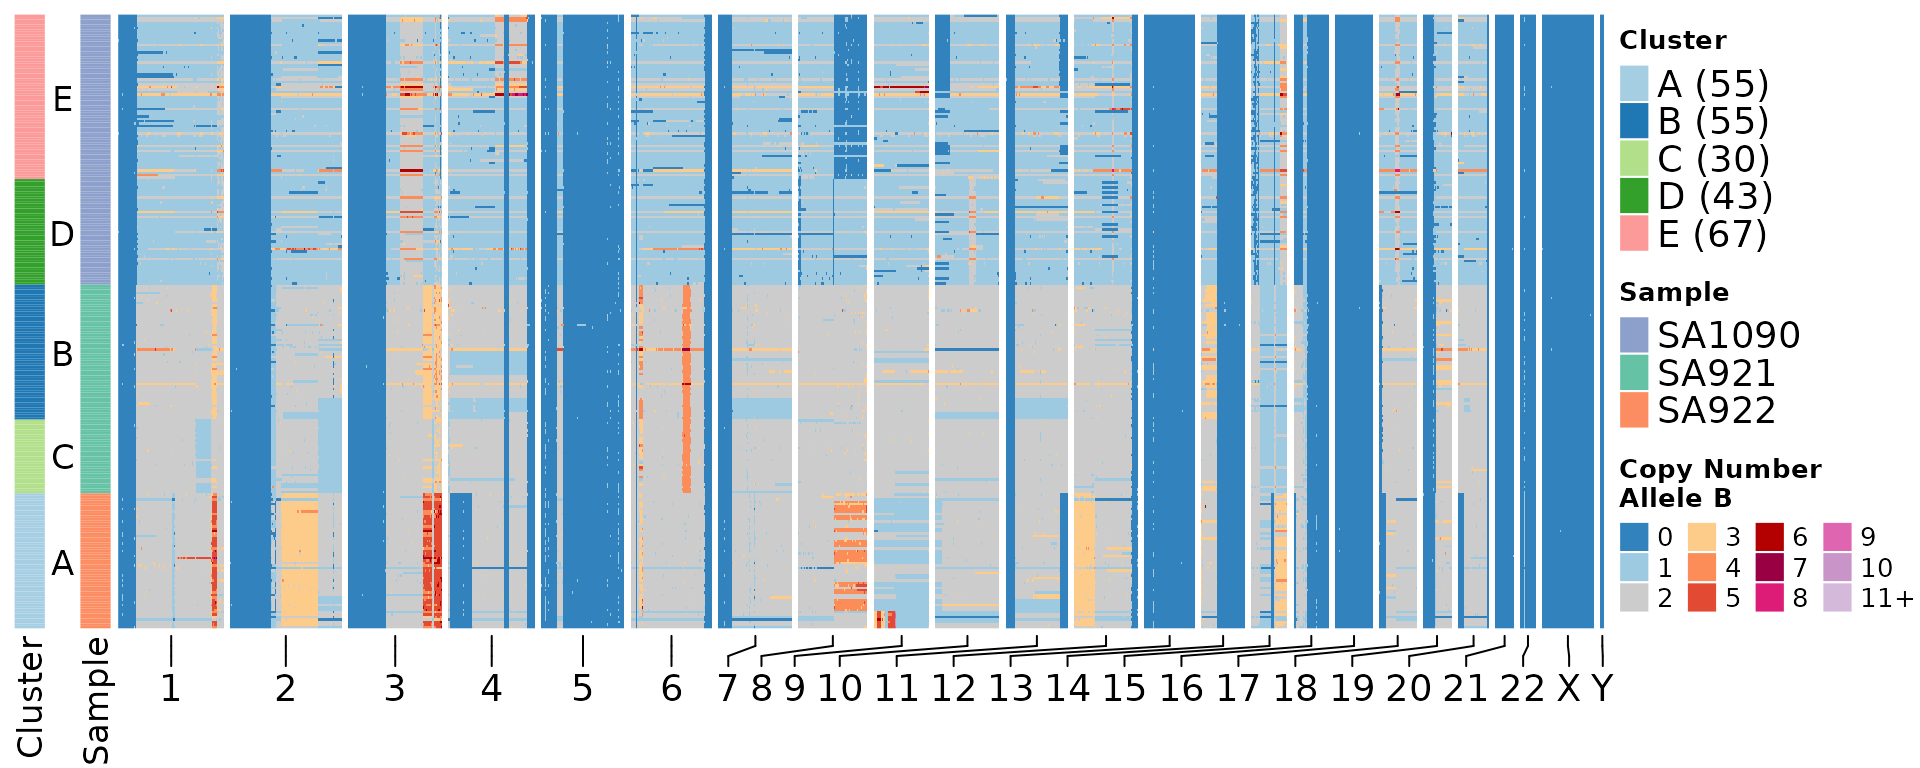 E
D
B
C
A
Cluster
Sample
1 2 3 4 5 6 7 8 9 10 11 12 13 14 15 16 17 18 19 20 21 22 X Y
Cluster
A (55)
B (55)
C (30)
D (43)
E (67)
Sample
SA1090
SA921
SA922
Copy Number
Allele B
0 3 6 9
1 4 7 10
2 5 8 11+